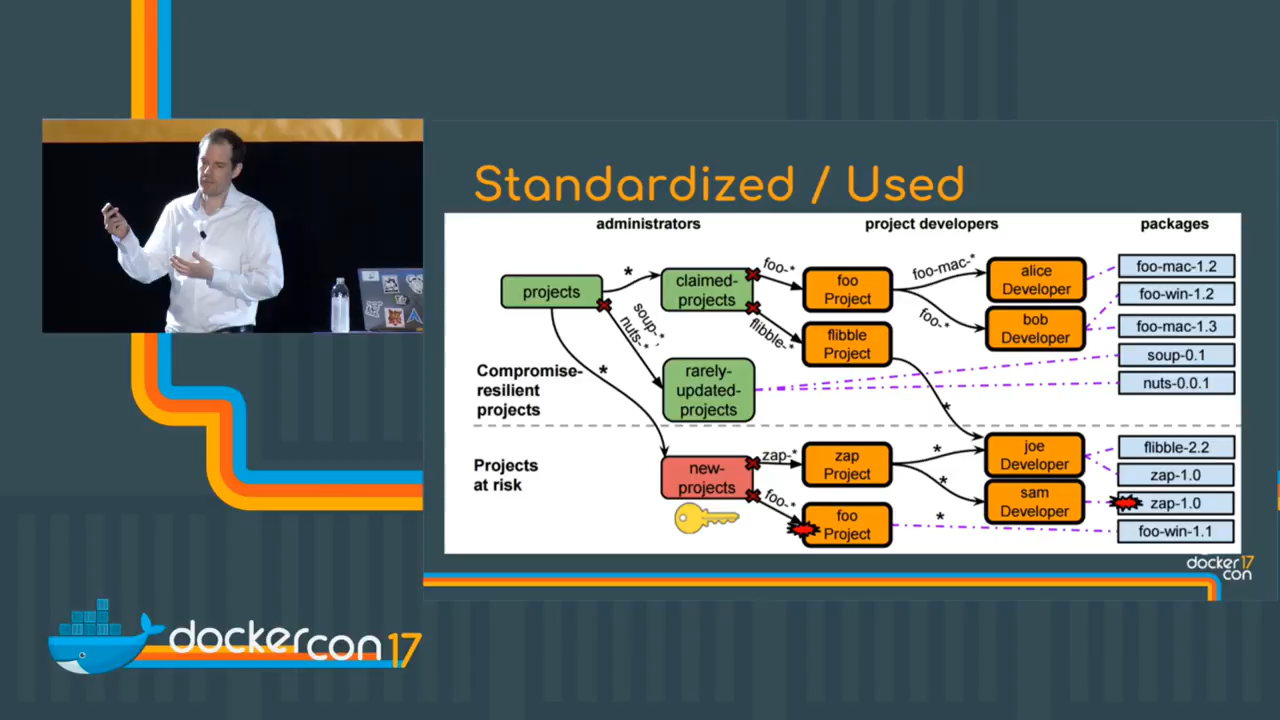 Standardized / Used
administrators
project developers
packages
projects
*
claimed-
projects
foo-*
foo
Project
foo-mac-*
alice
Developer
foo-mac-1.2
foo-win-1.2
soup-*,
nuts-*
flibble-*
flibble
Project
foo-*
bob
Developer
foo-mac-1.3
soup-0.1
nuts-0.0.1
Compromise-
resilient
projects
*
rarely-
updated-
projects
*
Projects
at risk
new-
projects
zap-*
zap
Project
*
*
joe
Developer
flibble-2.2
zap-1.0
sam
Developer
zap-1.0
foo-*
foo
Project
*
foo-win-1.1
docker 17
con
dockercon 17